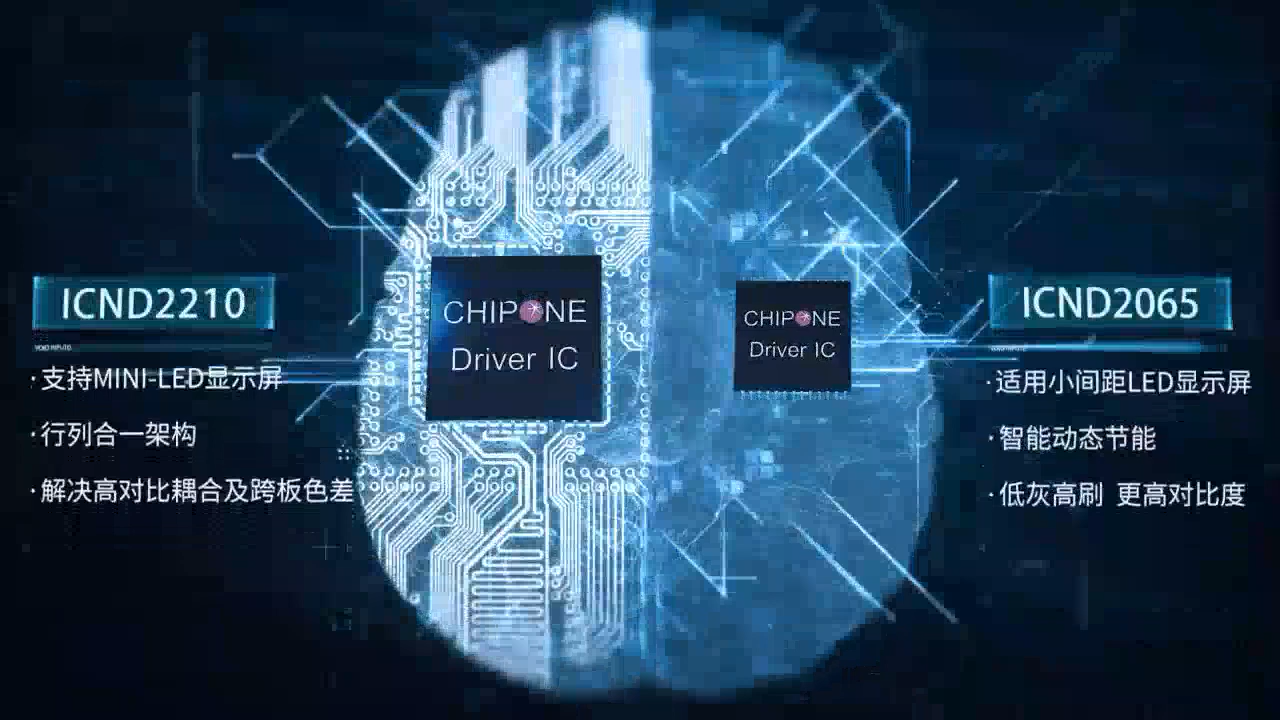 ICND2210
·支持MINI-LED显示屏
·行列合一架构
·解决高对比耦合及跨板色差
CHIPONE
Driver IC
CHIPONE
Driver IC
ICND2065
·适用小间距LED显示屏
·智能动态节能
·低灰高刷 更高对比度